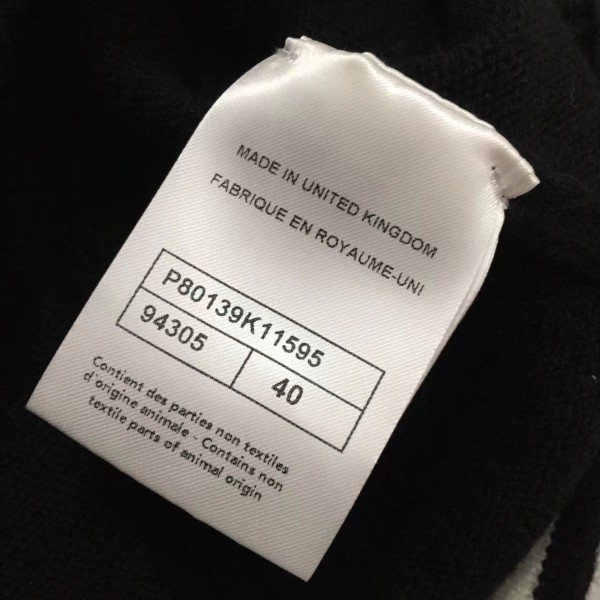 MADE IN UNITED KINGDOM
FABRIQUE EN ROYAUME-UNI
P80139K11595
94305
40
Contient des parties non textiles
d'origine animale - Contains non
textile parts of animal origin